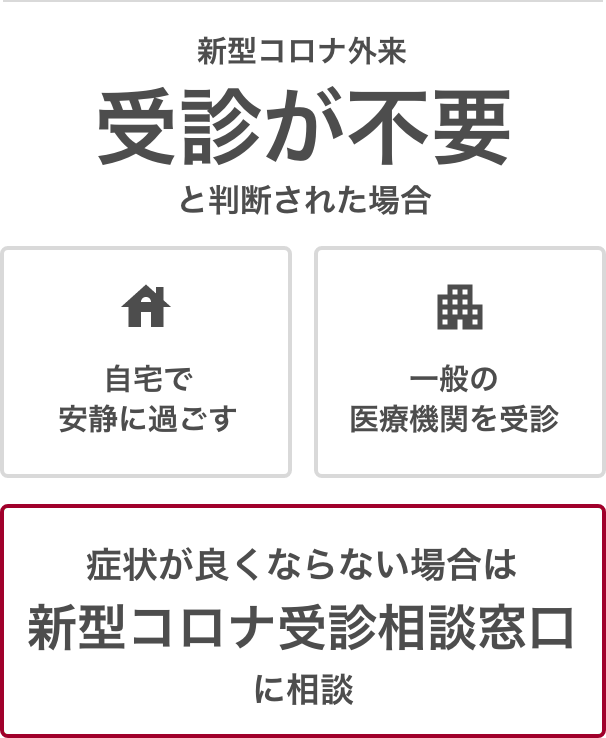 新型コロナ外来
受診が不要
と判断された場合
自宅で
安静に過ごす
一般の
医療機関を受診
症状が良くならない場合は
新型コロナ受診相談窓口
に相談